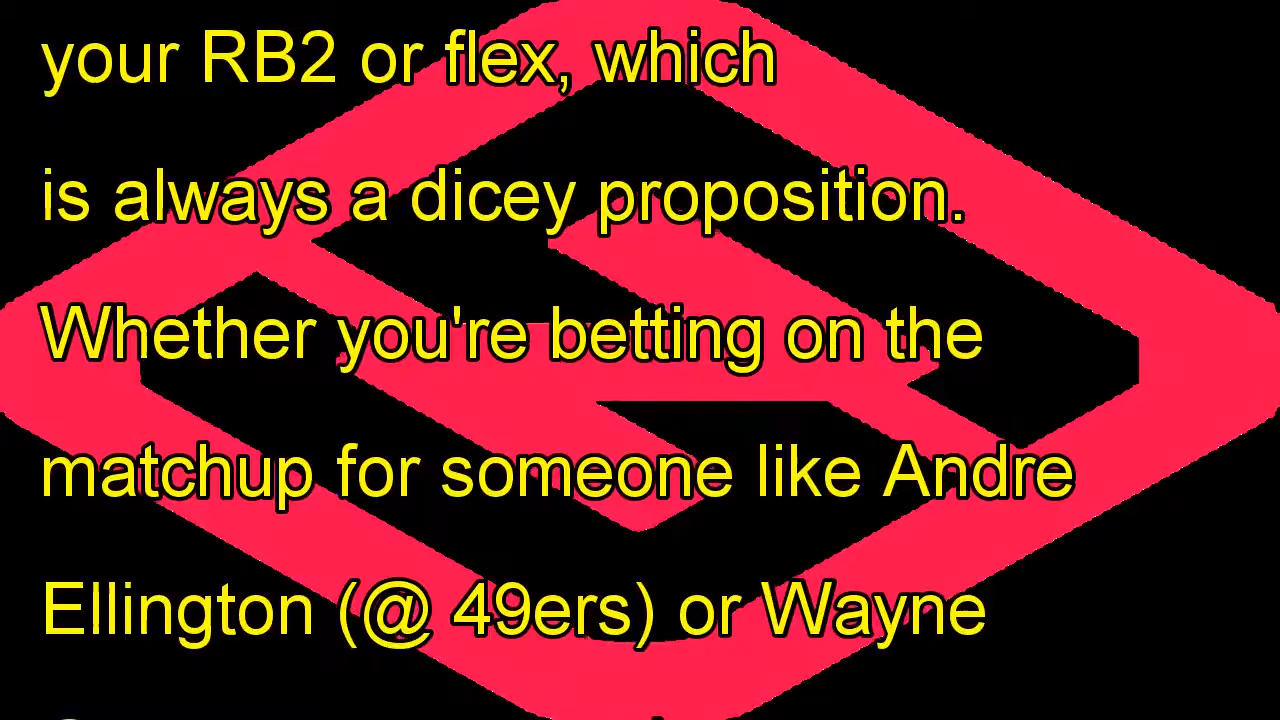 your RB2 or flex, which
is always a dicey proposition.
Whether you're betting on the
matchup for someone like Andre
Ellington (@ 49ers) or Wayne